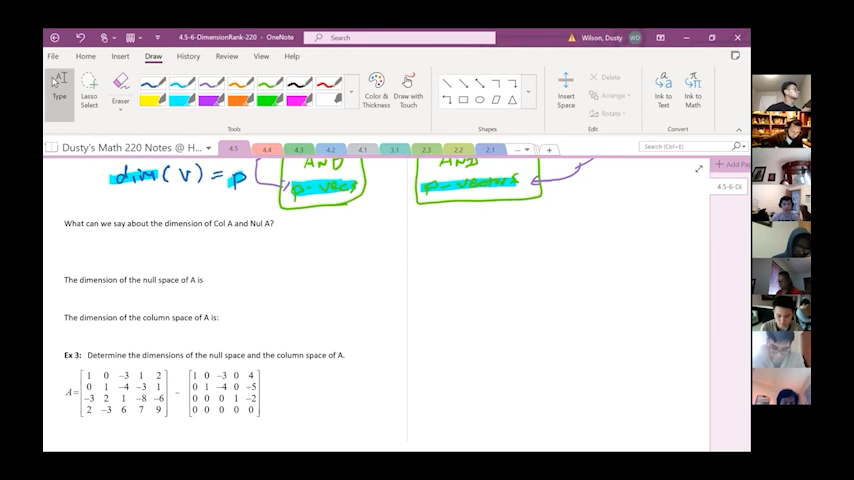 4.5-6-DimensionRank-220 - OneNote
Search
Wilson, Dusty
WD
File Home Insert Draw History Review View Help
Type
Lasso Select
Eraser
Color & Thickness
Draw with Touch
Insert Space
Delete
Arrange
Rotate
Ink to Text
Ink to Math
Tools
Shapes
Edit
Convert
Dusty's Math 220 Notes @ H...
4.5 4.4 4.3 4.2 4.1 3.1 2.3 2.2 2.1 ...
Search (Ctrl+E)
Add Pag
4.5-6-Di
AND AND
dim(V) = p
p-vecs
p-vectors
What can we say about the dimension of Col A and Nul A?
The dimension of the null space of A is
The dimension of the column space of A is:
Ex 3: Determine the dimensions of the null space and the column space of A.
1 0 -3 1 2 1 0 -3 0 4
0 1 -4 -3 1 0 1 -4 0 -5
A= ~
-3 2 1 -8 -6 0 0 0 1 -2
2 -3 6 7 9 0 0 0 0 0